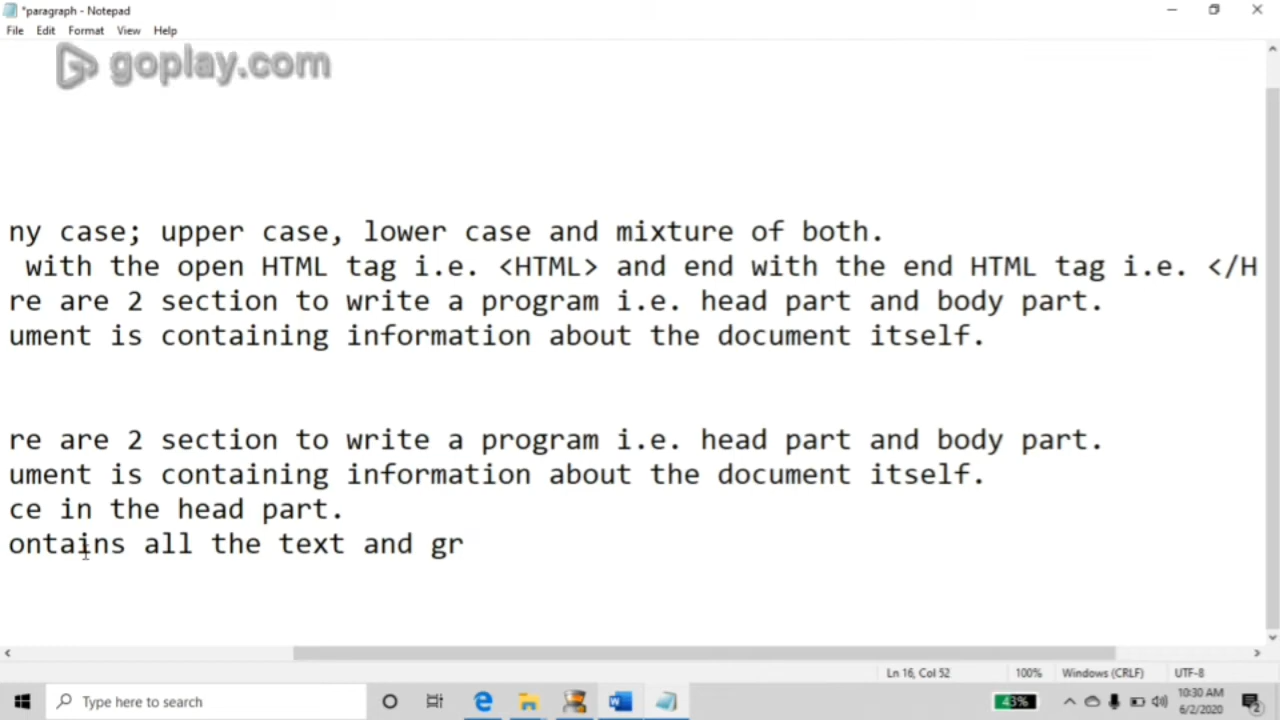 *paragraph - Notepad
File Edit Format View Help
goplay.com
ny case; upper case, lower case and mixture of both.
with the open HTML tag i.e. <HTML> and end with the end HTML tag i.e. </H
re are 2 section to write a program i.e. head part and body part.
ument is containing information about the document itself.
re are 2 section to write a program i.e. head part and body part.
ument is containing information about the document itself.
ce in the head part.
ontains all the text and gr
Ln 16, Col 52 100% Windows (CRLF) UTF-8
Type here to search
43%
10:30 AM
6/2/2020
2